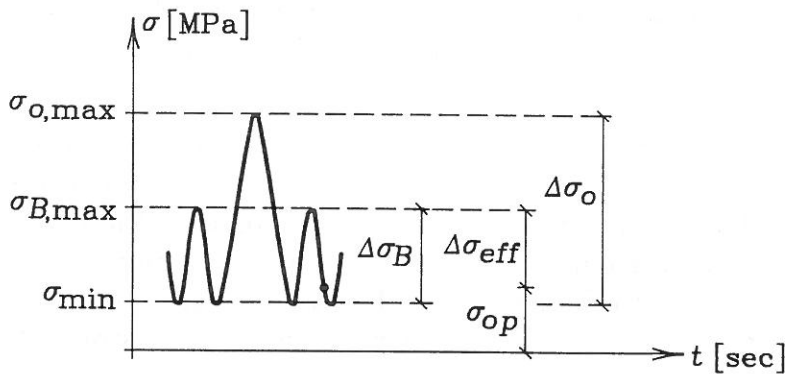 σ [MPa]
σo,max
Δσo
σB,max
ΔσB
Δσeff
σmin
σop
t [sec]